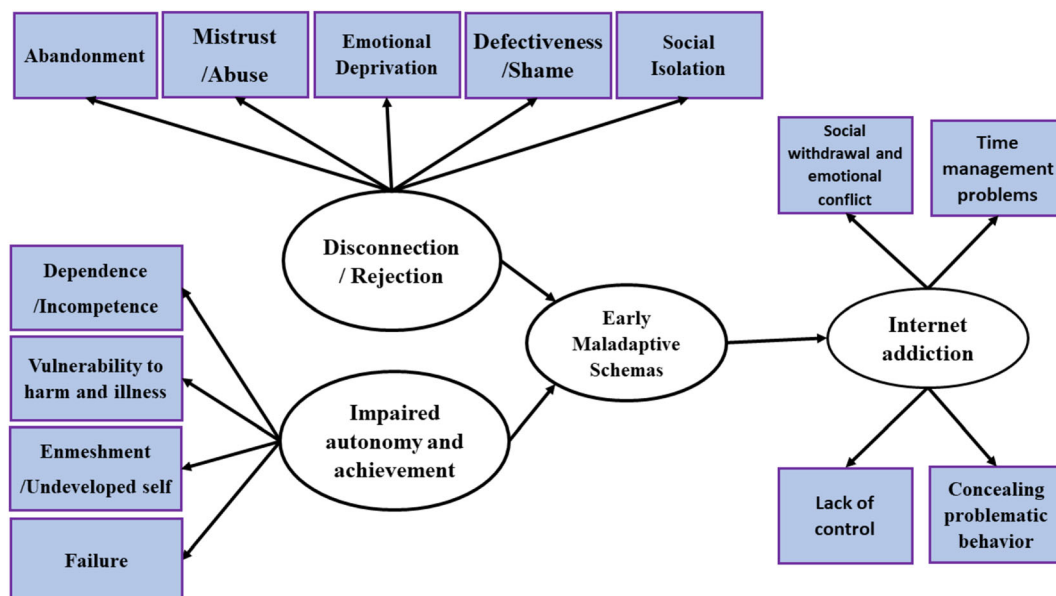 Abandonment
Mistrust
/Abuse
Emotional
Deprivation
Defectiveness
/Shame
Social
Isolation
Social
withdrawal and
emotional
conflict
Time
management
problems
Disconnection
/ Rejection
Dependence
/Incompetence
Vulnerability to
harm and illness
Enmeshment
/Undeveloped self
Failure
Impaired
autonomy and
achievement
Early
Maladaptive
Schemas
Internet
addiction
Lack of
control
Concealing
problematic
behavior